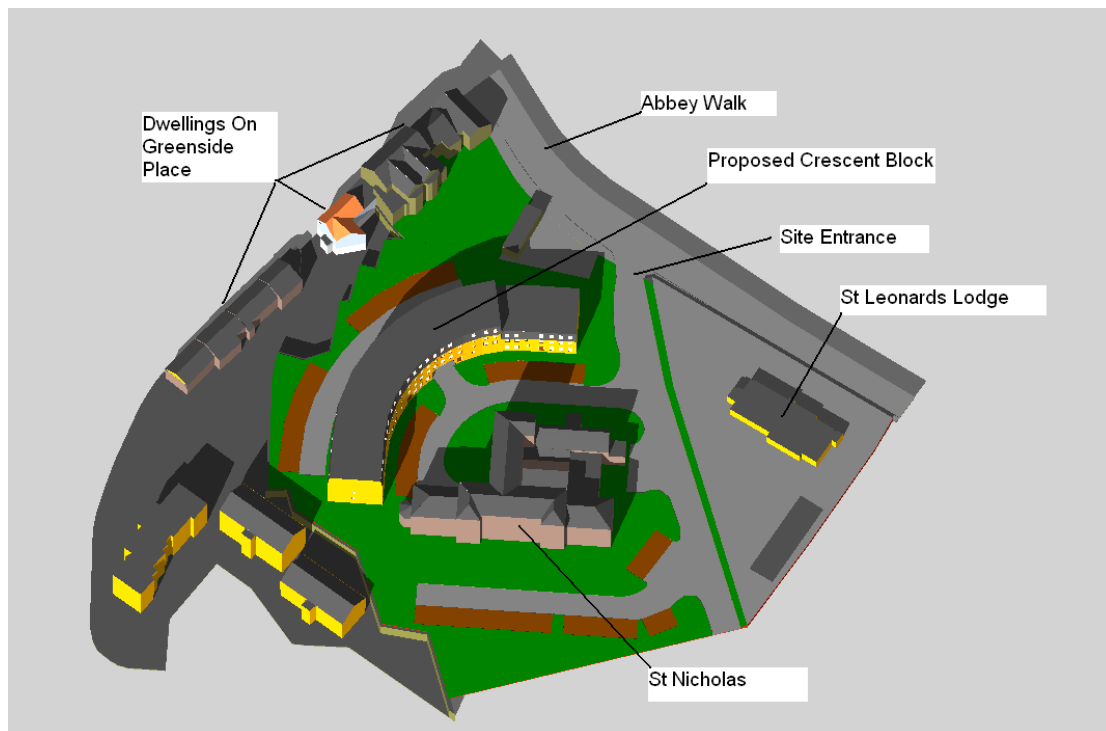 Abbey Walk
Dwellings On
Greenside
Place
Proposed Crescent Block
Site Entrance
St Leonards Lodge
St Nicholas